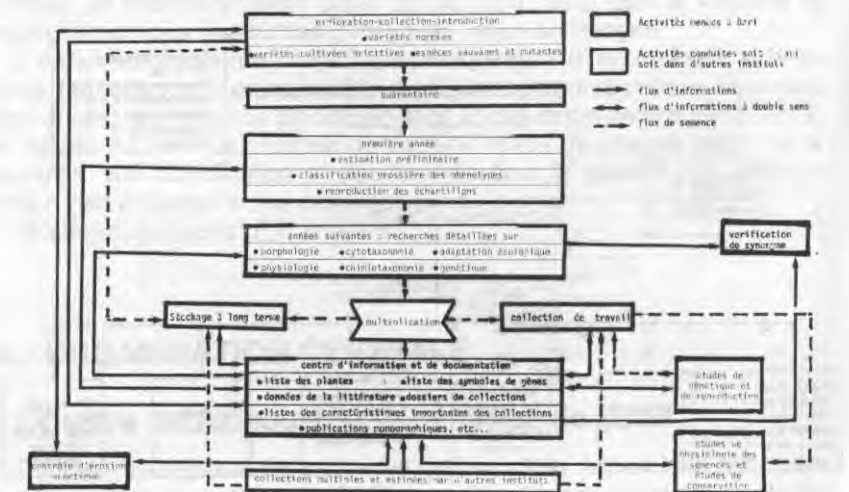 exploration-collection-introduction
•variétés normées
•variétés cultivées primitives •espèces sauvages et mutantes
quarantaine
première année
•estimation préliminaire
•classification grossière des phénotypes
•reproduction des échantillons
années suivantes : recherches détaillées sur
•morphologie •cytotaxonomie •adaptation écologique
•physiologie •chimiotaxonomie •génétique
vérification
de synonyme
Stockage à long terme
multiplication
collection de travail
centre d'information et de documentation
•liste des plantes •liste des symboles de gènes
•données de la littérature •dossiers de collections
•listes des caractéristiques importantes des collections
•publications monographiques, etc...
études de
génétique et
de reproduction
contrôle d'érosion
génétique
collections multiples et estimées par d'autres instituts
études de
physiologie des
semences et
études de
conservation
Activités menées à Bari
Activités conduites soit
soit dans d'autres instituts
flux d'informations
flux d'informations à double sens
flux de semence